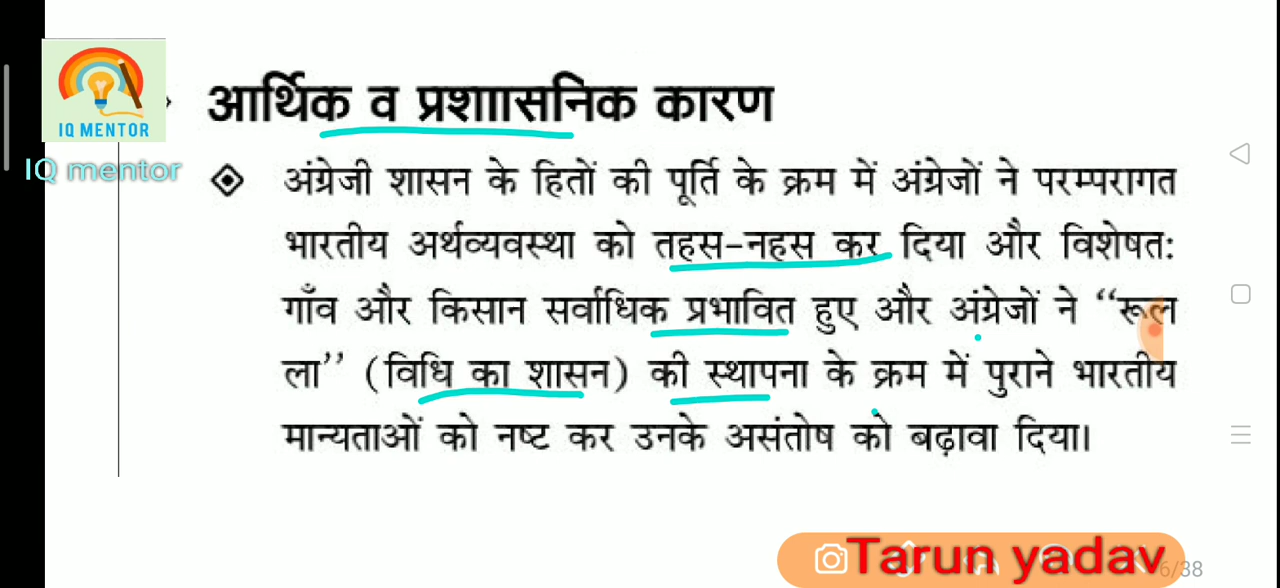 आर्थिक व प्रशाासनिक कारण
IQ MENTOR
IQ mentor
अंग्रेजी शासन के हितों की पूर्ति के क्रम में अंग्रेजों ने परम्परागत
भारतीय अर्थव्यवस्था को तहस-नहस कर दिया और विशेषतः
गाँव और किसान सर्वाधिक प्रभावित हुए और अंग्रेजों ने “रूल
ला” (विधि का शासन) की स्थापना के क्रम में पुराने भारतीय
मान्यताओं को नष्ट कर उनके असंतोष को बढ़ावा दिया।
Tarun yadav
6/38